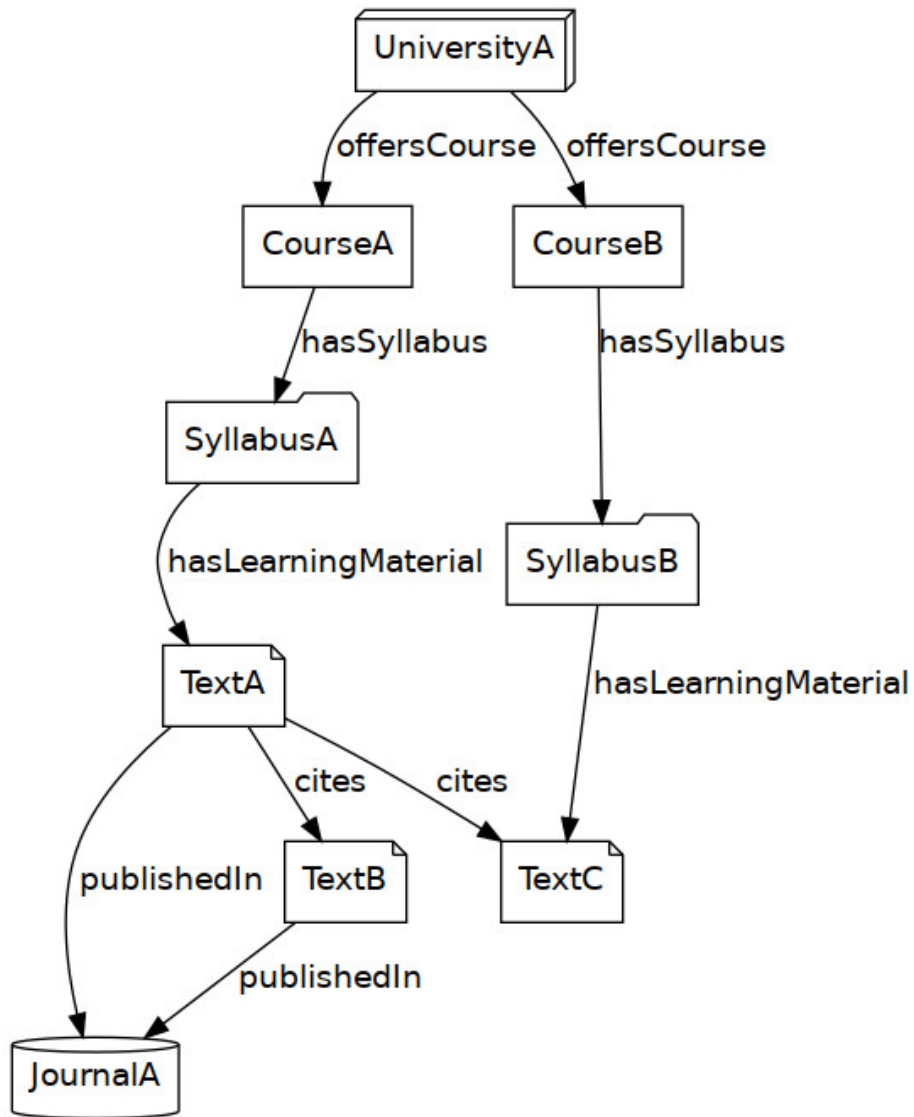 UniversityA
offersCourse offersCourse
CourseA CourseB
hasSyllabus hasSyllabus
SyllabusA
hasLearningMaterial SyllabusB
TextA hasLearningMaterial
cites cites
publishedIn TextB TextC
publishedIn
JournalA